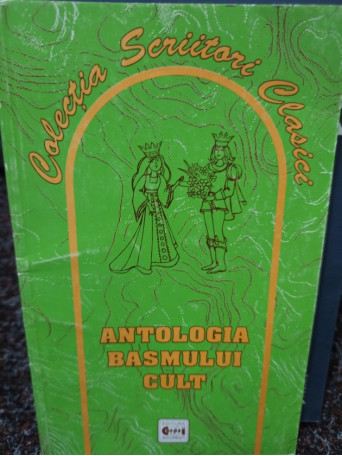 Colecția Scriitori Clasici
ANTOLOGIA
BASMULUI
CULT